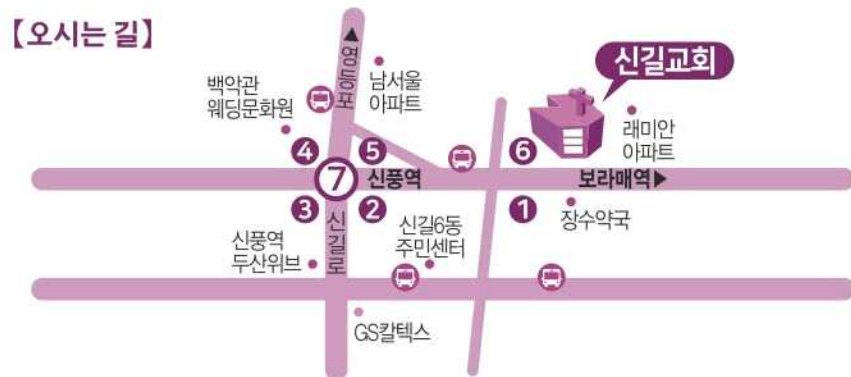 【오시는 길】
▲영등포
신길교회
백악관
웨딩문화원
남서울
아파트
래미안
아파트
4
5
6
7
신풍역
보라매역▶
3
2
1
신길로
장수약국
신풍역
두산위브
신길6동
주민센터
GS칼텍스